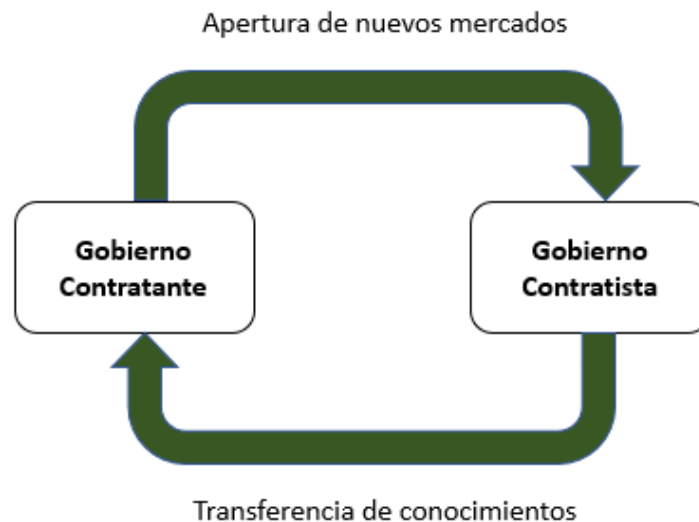 Apertura de nuevos mercados
Gobierno
Contratante
Gobierno
Contratista
Transferencia de conocimientos